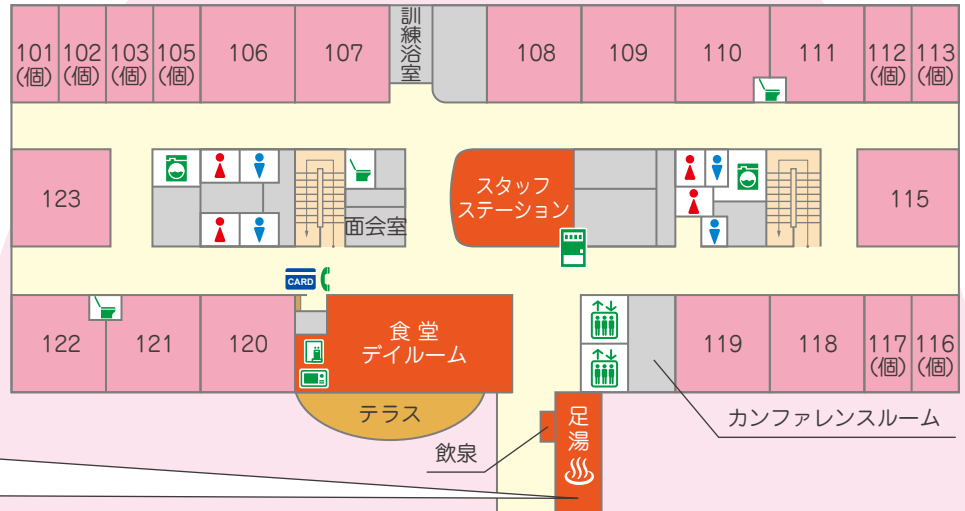 101
(個)
102
(個)
103
(個)
105
(個)
106
107
訓練浴室
108
109
110
111
112
(個)
113
(個)
123
面会室
スタッフ
ステーション
115
CARD
122
121
120
食堂
デイルーム
119
118
117
(個)
116
(個)
テラス
足湯
カンファレンスルーム
飲泉